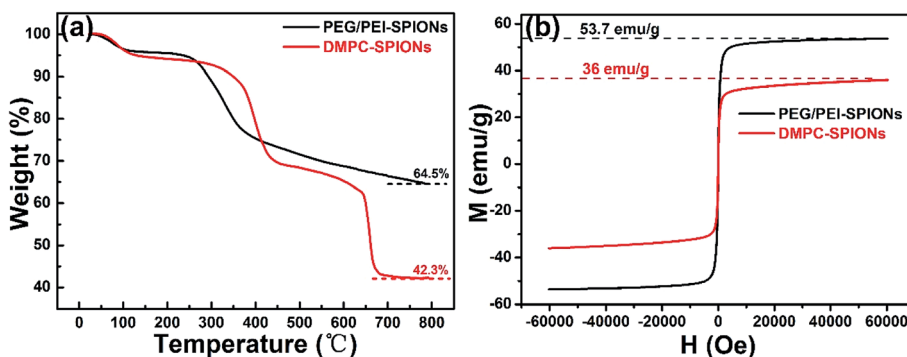 (a)
PEG/PEI-SPIONs
DMPC-SPIONs
Weight (%)
100
90
80
70
60
50
40
64.5%
42.3%
0 100 200 300 400 500 600 700 800
Temperature (℃)
(b)
53.7 emu/g
36 emu/g
PEG/PEI-SPIONs
DMPC-SPIONs
M (emu/g)
60
40
20
0
-20
-40
-60
-60000 -40000 -20000 0 20000 40000 60000
H (Oe)